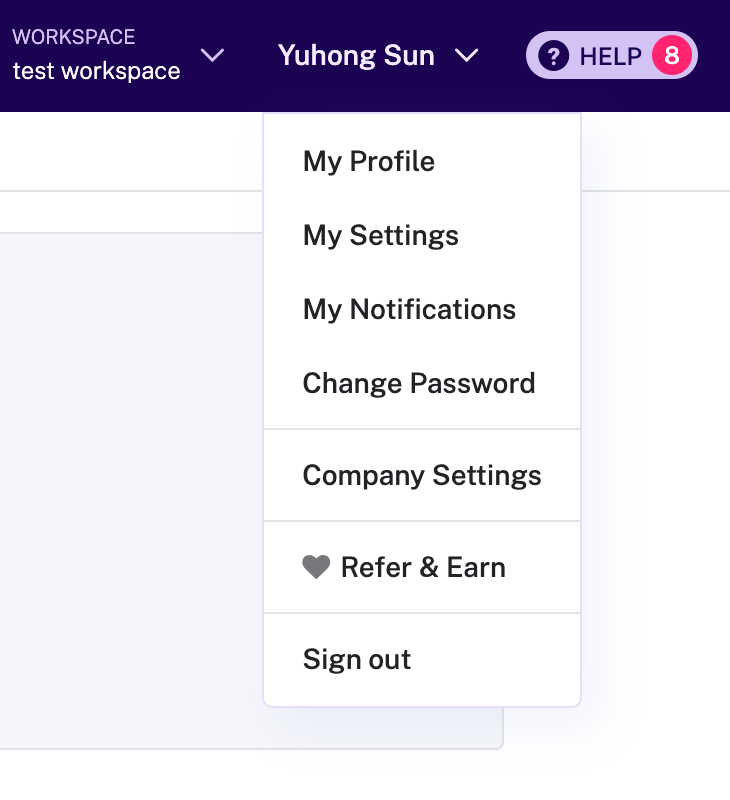 WORKSPACE
test workspace
Yuhong Sun
? HELP 8
My Profile
My Settings
My Notifications
Change Password
Company Settings
Refer & Earn
Sign out